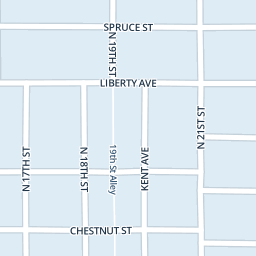 SPRUCE ST
N 19TH ST
LIBERTY AVE
N 21ST ST
N 17TH ST
N 18TH ST
19th St Alley
KENT AVE
CHESTNUT ST